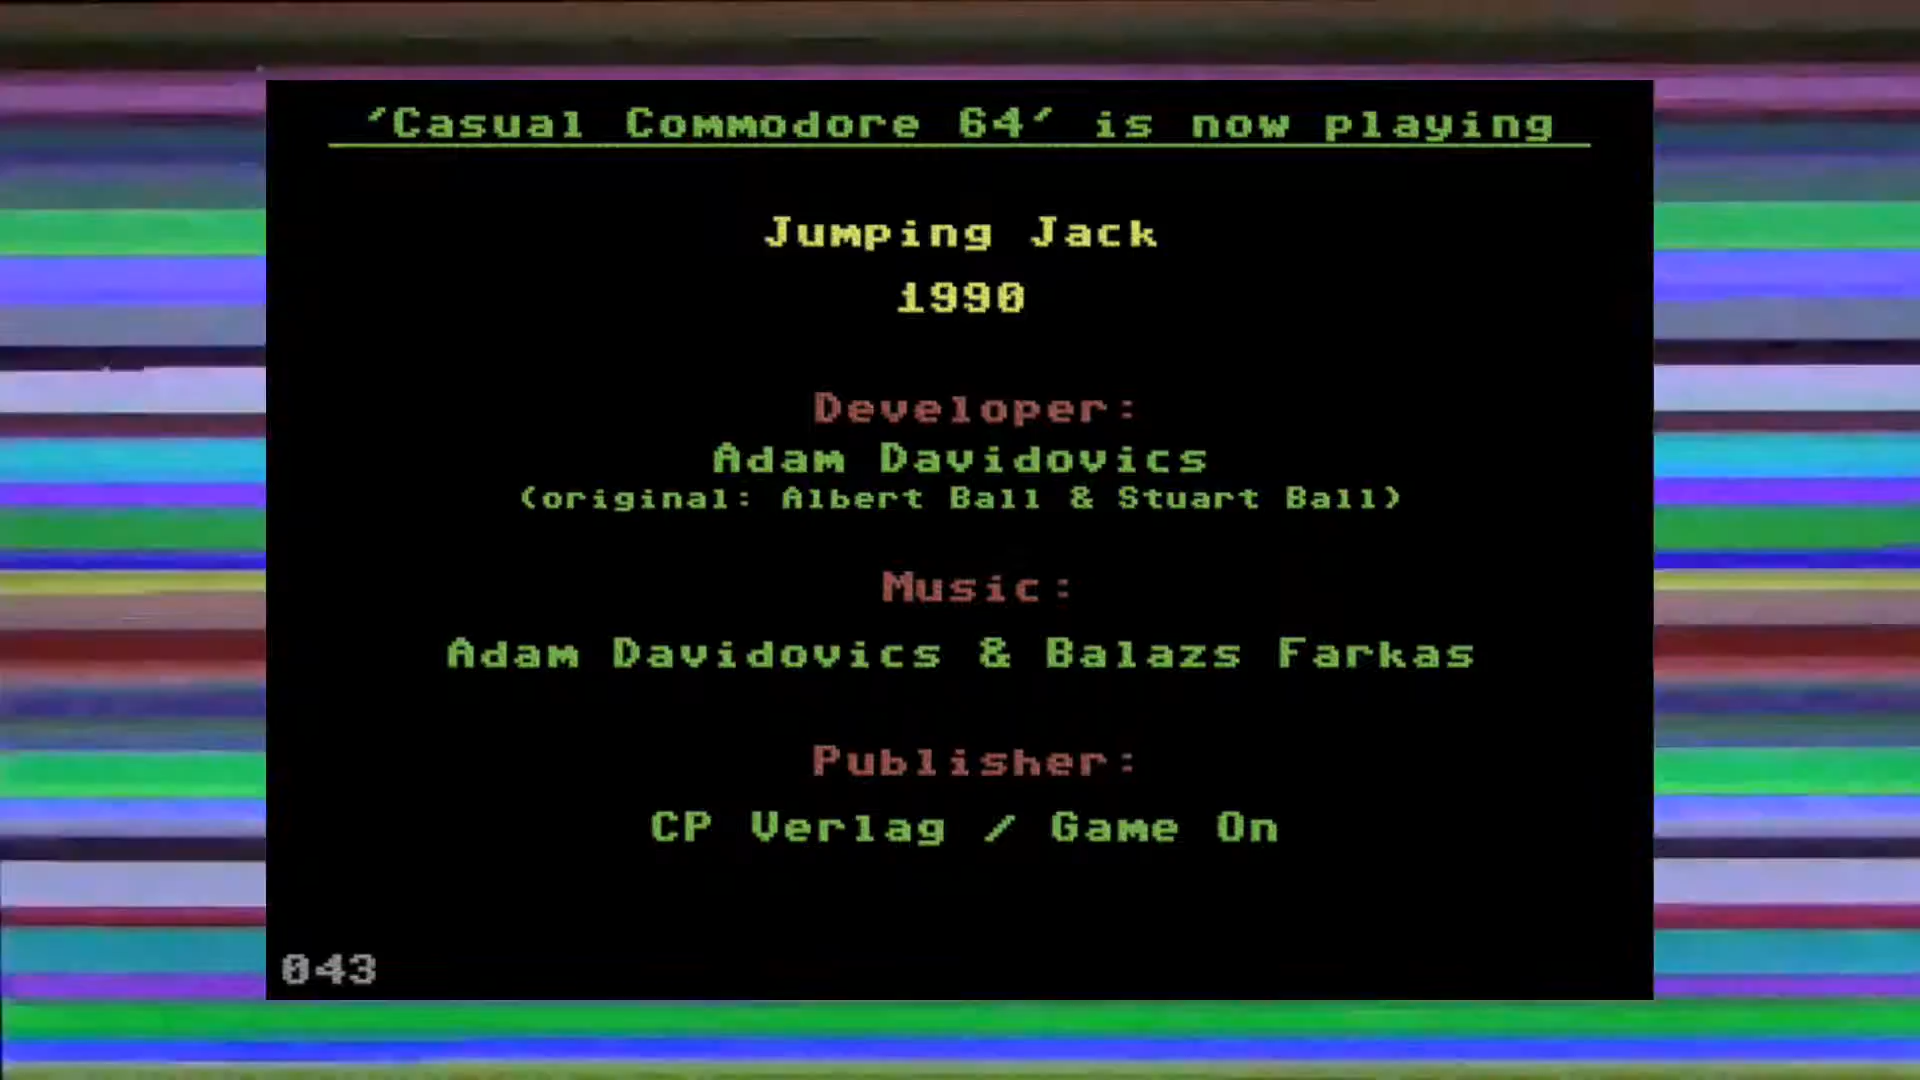 'Casual Commodore 64' is now playing
Jumping Jack
1990
Developer:
Adam Davidovics
(original: Albert Ball & Stuart Ball)
Music:
Adam Davidovics & Balazs Farkas
Publisher:
CP Verlag / Game On
043